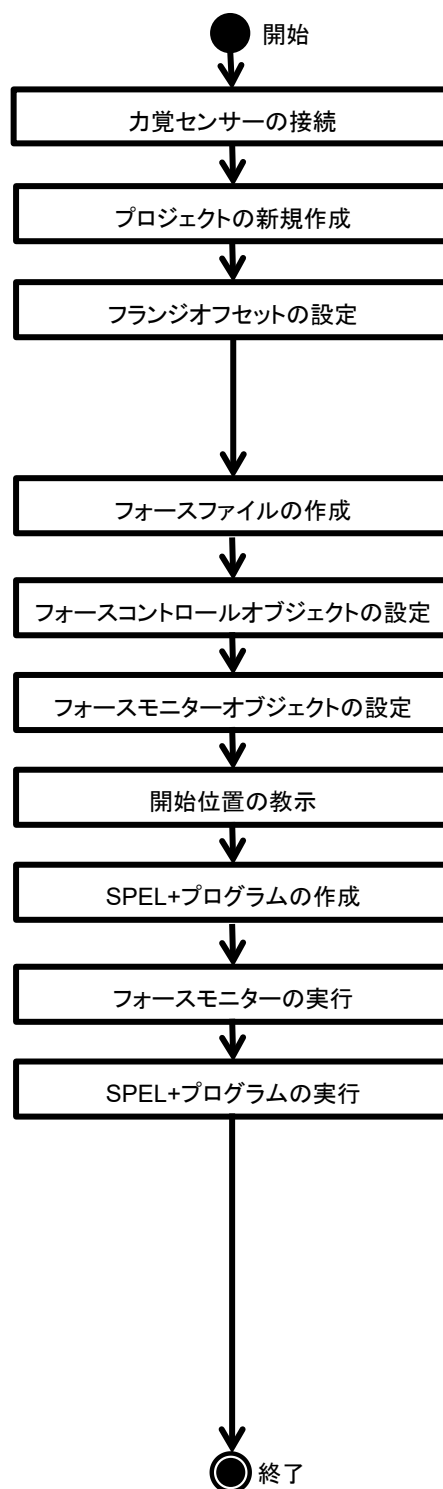 開始
力覚センサーの接続
プロジェクトの新規作成
フランジオフセットの設定
フォースファイルの作成
フォースコントロールオブジェクトの設定
フォースモニターオブジェクトの設定
開始位置の教示
SPEL+プログラムの作成
フォースモニターの実行
SPEL+プログラムの実行
終了